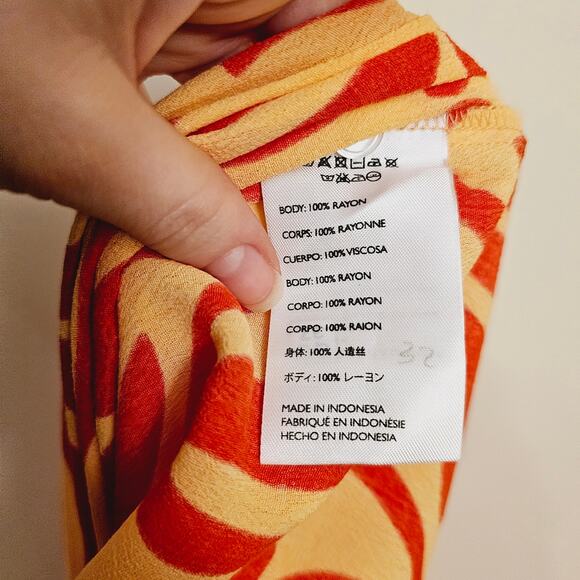 BODY: 100% RAYON
CORPS: 100% RAYONNE
CUERPO: 100% VISCOSA
BODY: 100% RAYON
CORPO: 100% RAYON
CORPO: 100% RAION
身体: 100% 人造丝 32
ボディ: 100% レーヨン
MADE IN INDONESIA
FABRIQUÉ EN INDONÉSIE
HECHO EN INDONESIA